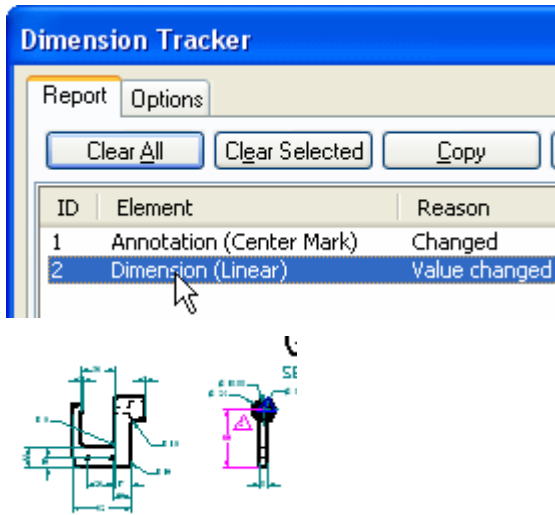 Dimension Tracker
Report Options
Clear All Clear Selected Copy
ID Element Reason
1 Annotation (Center Mark) Changed
2 Dimension (Linear) Value changed